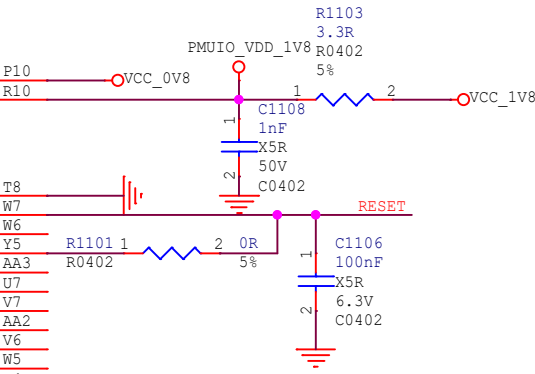 R1103
3.3R
PMUIO_VDD_1V8
R0402
5%
P10
VCC_0V8
R10
1
2
VCC_1V8
C1108
1
1nF
X5R
50V
2
C0402
T8
W7
RESET
W6
Y5
R1101
1
2
0R
R0402
5%
C1106
1
100nF
X5R
6.3V
2
C0402
AA3
U7
V7
AA2
V6
W5